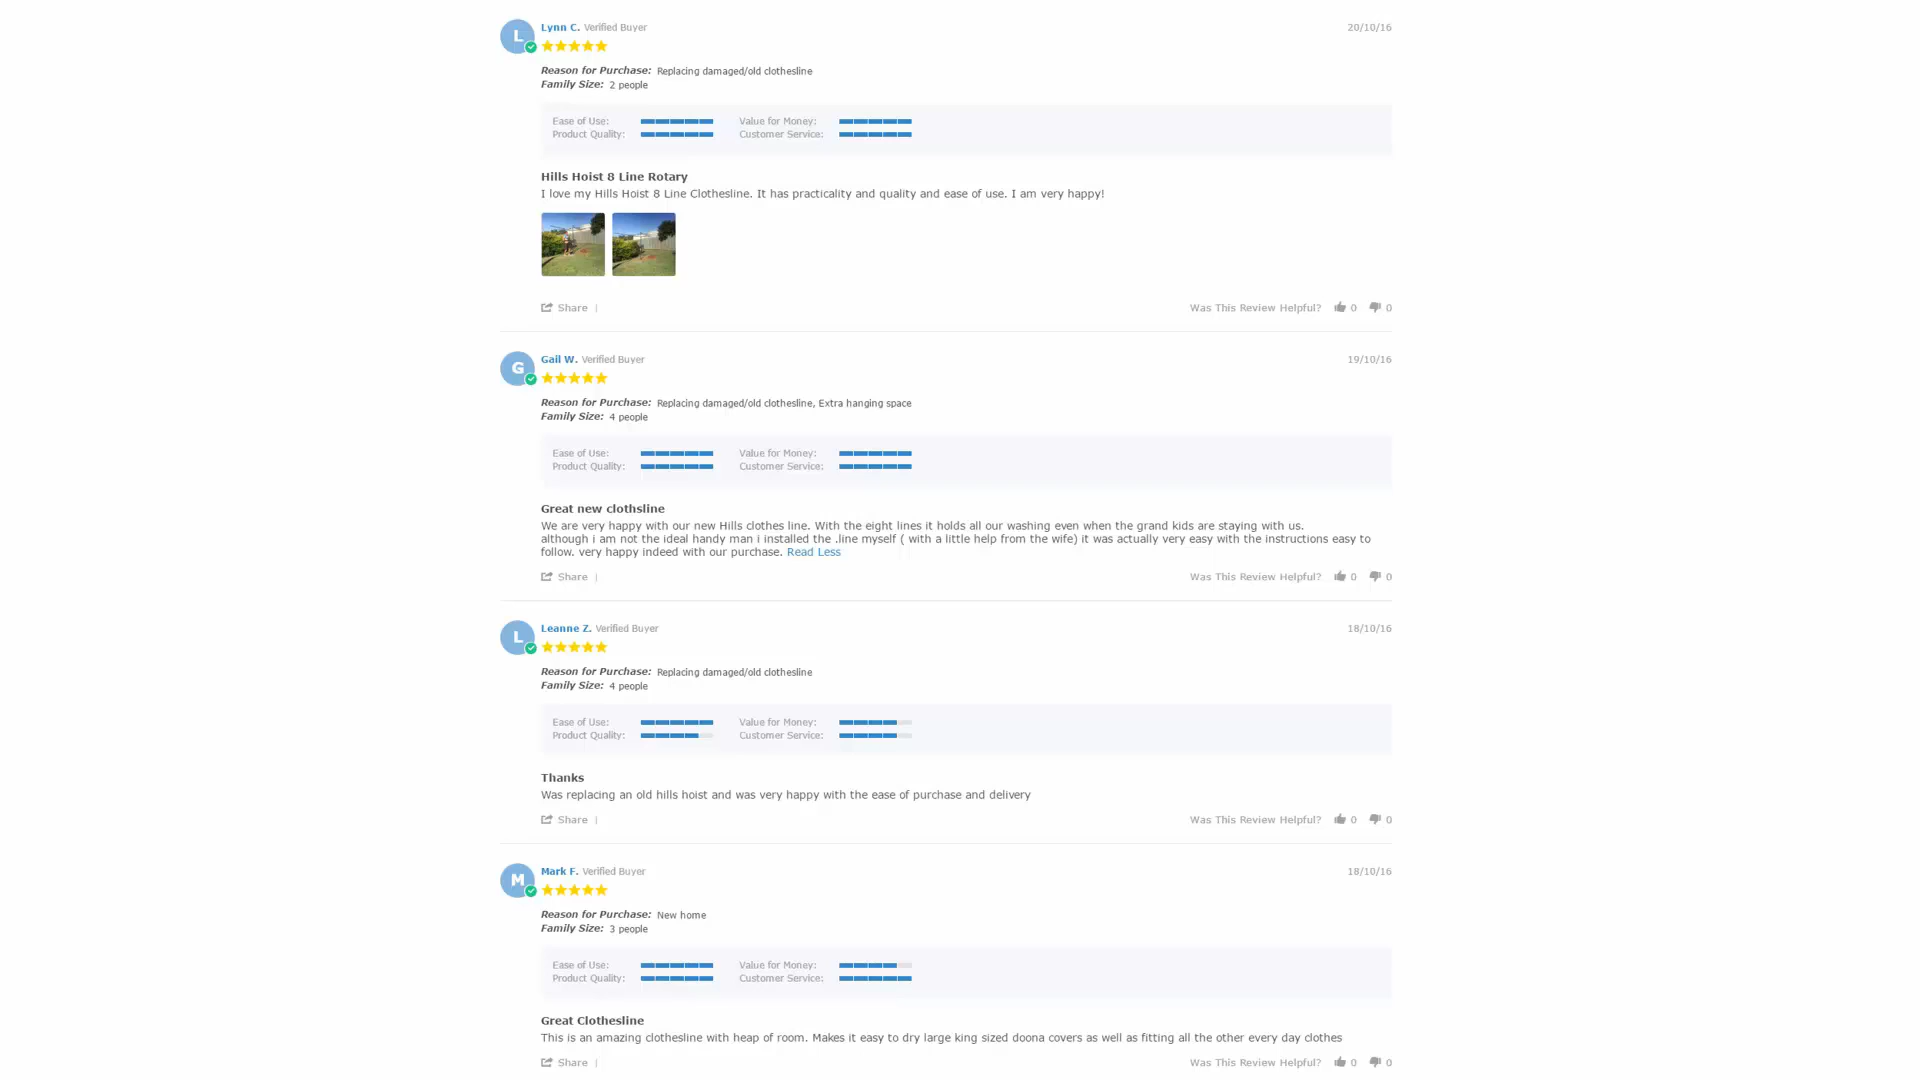 L Lynn C. Verified Buyer 20/10/16
Reason for Purchase: Replacing damaged/old clothesline
Family Size: 2 people
Ease of Use: Value for Money:
Product Quality: Customer Service:
Hills Hoist 8 Line Rotary
I love my Hills Hoist 8 Line Clothesline. It has practicality and quality and ease of use. I am very happy!
Share | Was This Review Helpful? 0 0
G Gail W. Verified Buyer 19/10/16
Reason for Purchase: Replacing damaged/old clothesline, Extra hanging space
Family Size: 4 people
Ease of Use: Value for Money:
Product Quality: Customer Service:
Great new clothsline
We are very happy with our new Hills clothes line. With the eight lines it holds all our washing even when the grand kids are staying with us.
although i am not the ideal handy man i installed the .line myself ( with a little help from the wife) it was actually very easy with the instructions easy to
follow. very happy indeed with our purchase. Read Less
Share | Was This Review Helpful? 0 0
L Leanne Z. Verified Buyer 18/10/16
Reason for Purchase: Replacing damaged/old clothesline
Family Size: 4 people
Ease of Use: Value for Money:
Product Quality: Customer Service:
Thanks
Was replacing an old hills hoist and was very happy with the ease of purchase and delivery
Share | Was This Review Helpful? 0 0
M Mark F. Verified Buyer 18/10/16
Reason for Purchase: New home
Family Size: 3 people
Ease of Use: Value for Money:
Product Quality: Customer Service:
Great Clothesline
This is an amazing clothesline with heap of room. Makes it easy to dry large king sized doona covers as well as fitting all the other every day clothes
Share | Was This Review Helpful? 0 0